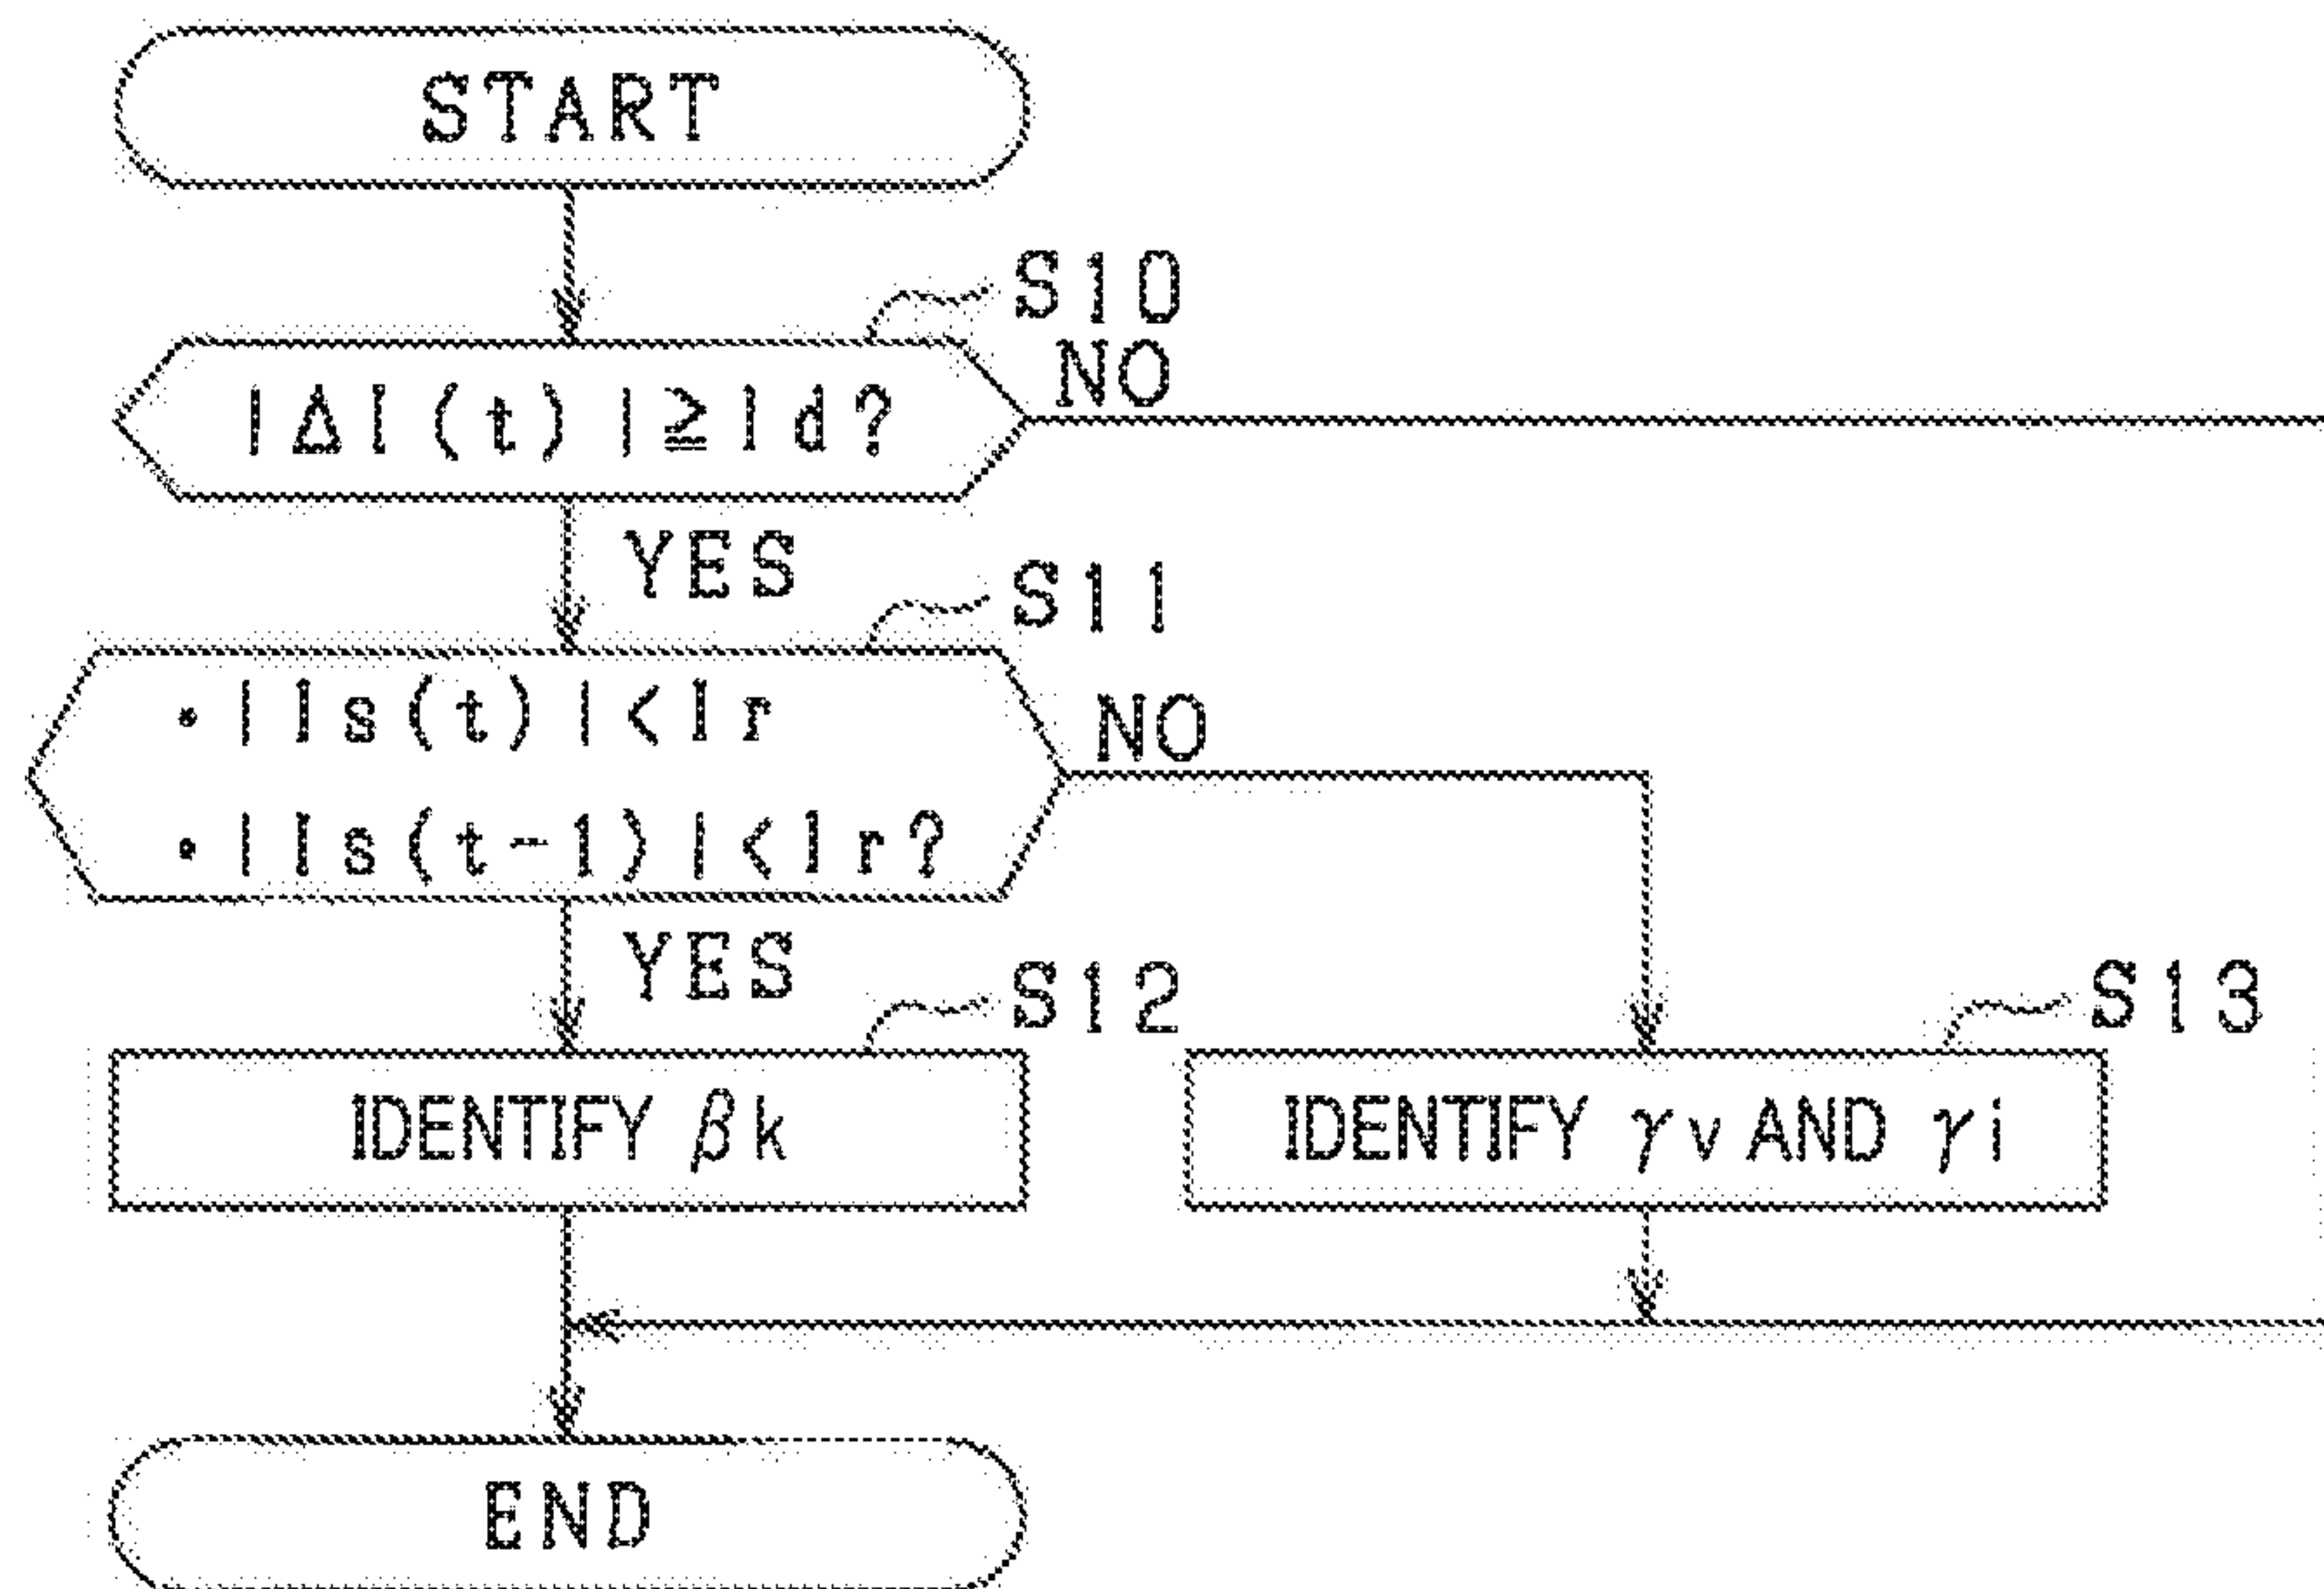 START
S10
|ΔI(t)|≧Id?
NO
YES
S11
・|Is(t)|<Ir
・|Is(t-1)|<Ir?
NO
YES
S12
S13
IDENTIFY βk
IDENTIFY γv AND γi
END